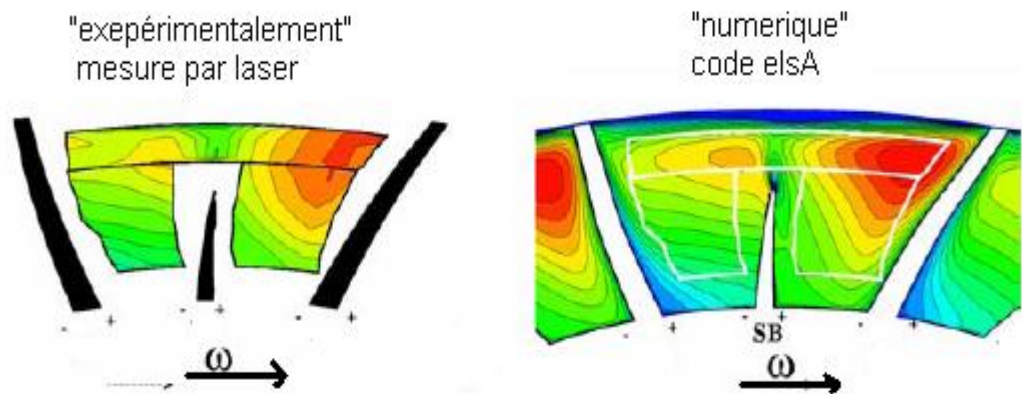 "exepérimentalement"
mesure par laser
"numerique"
code elsA
- + - + - +
- + - + - +
SB
ω
ω